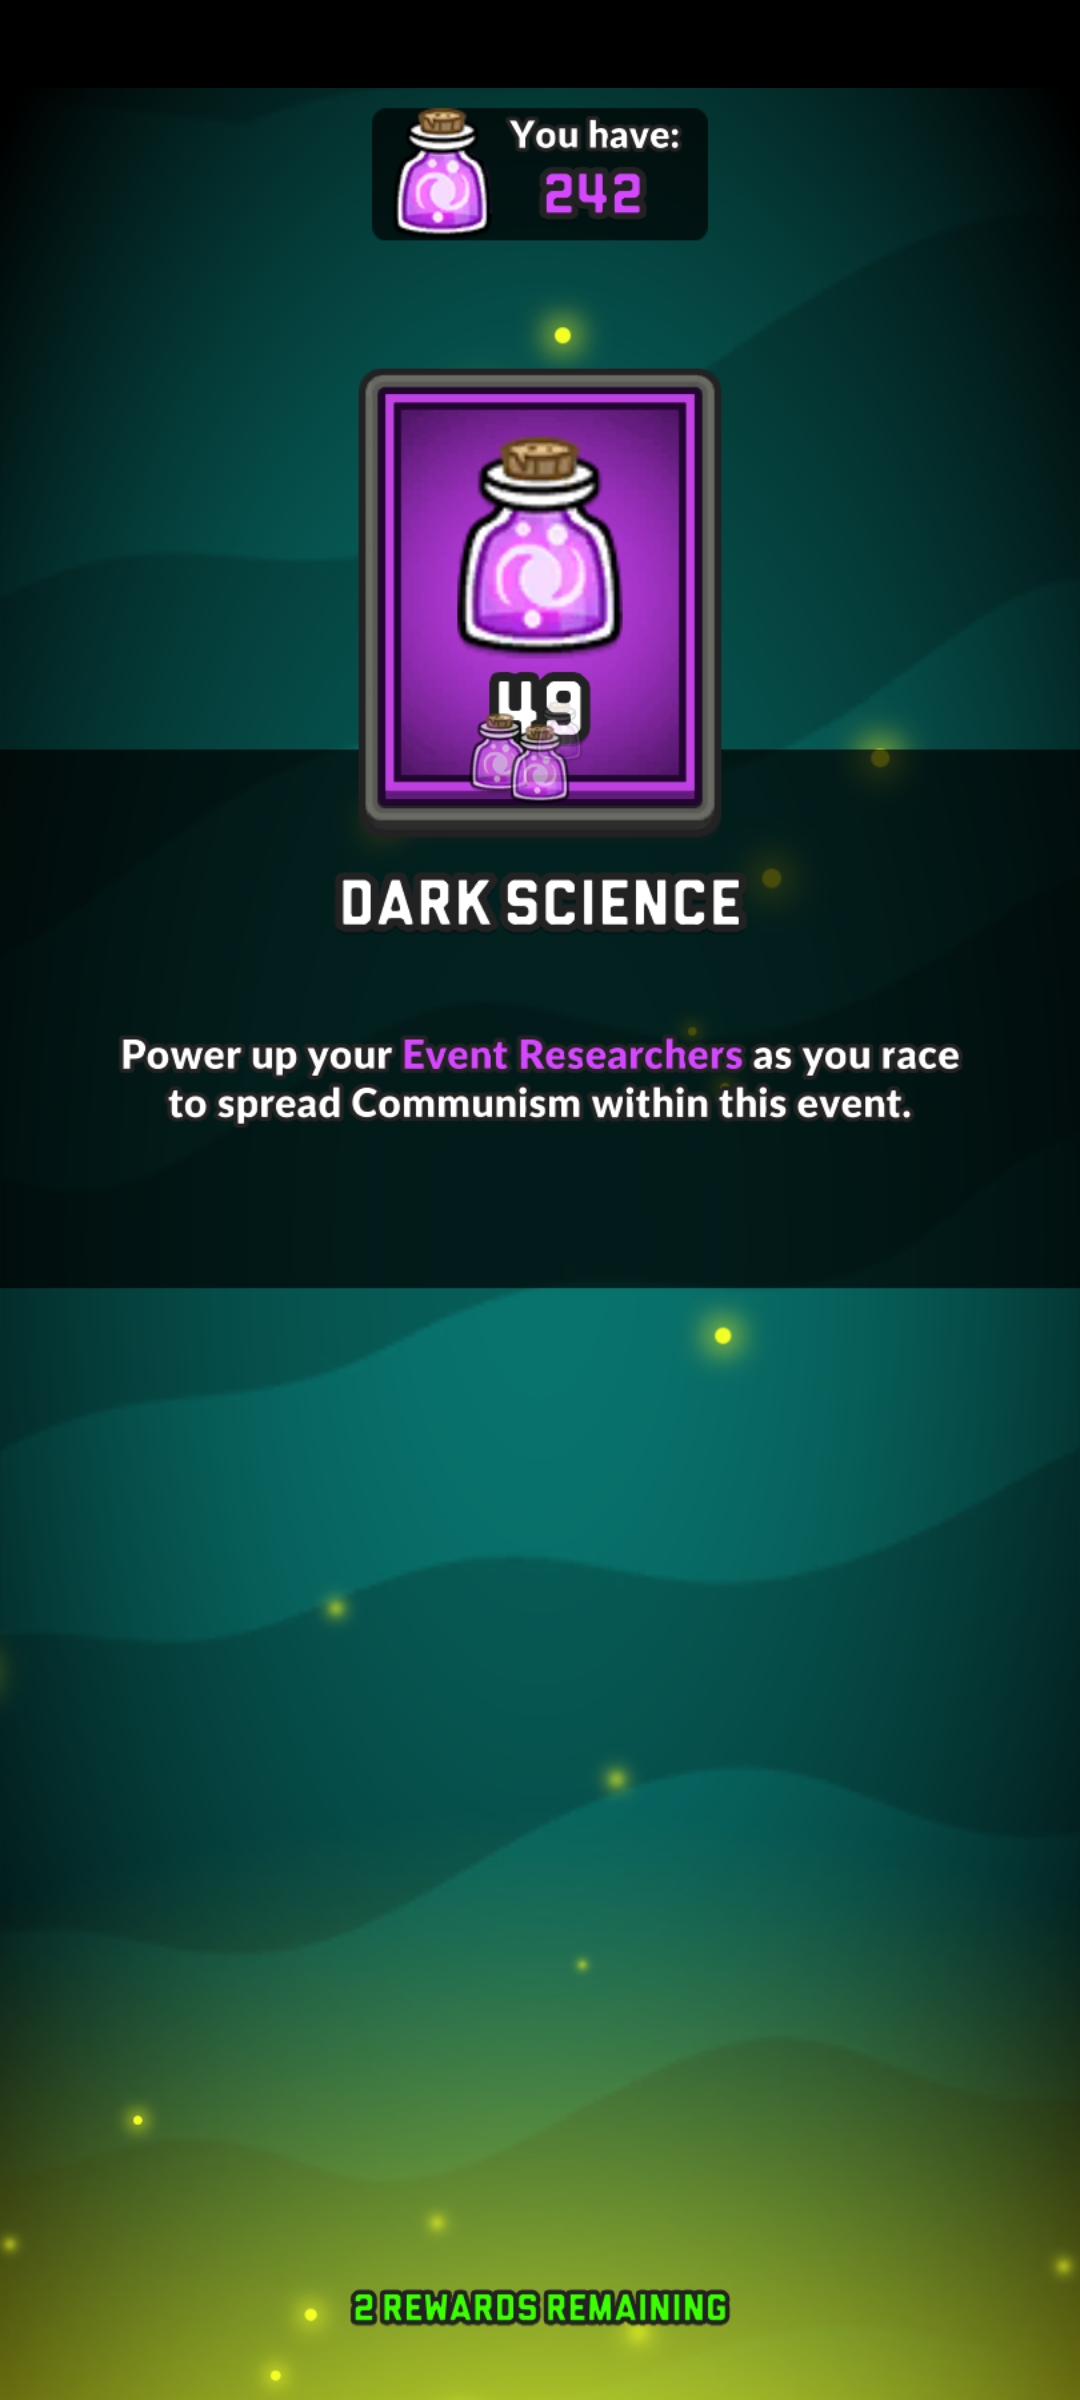 You have:
242
49
DARK SCIENCE
Power up your Event Researchers as you race
to spread Communism within this event.
2 REWARDS REMAINING